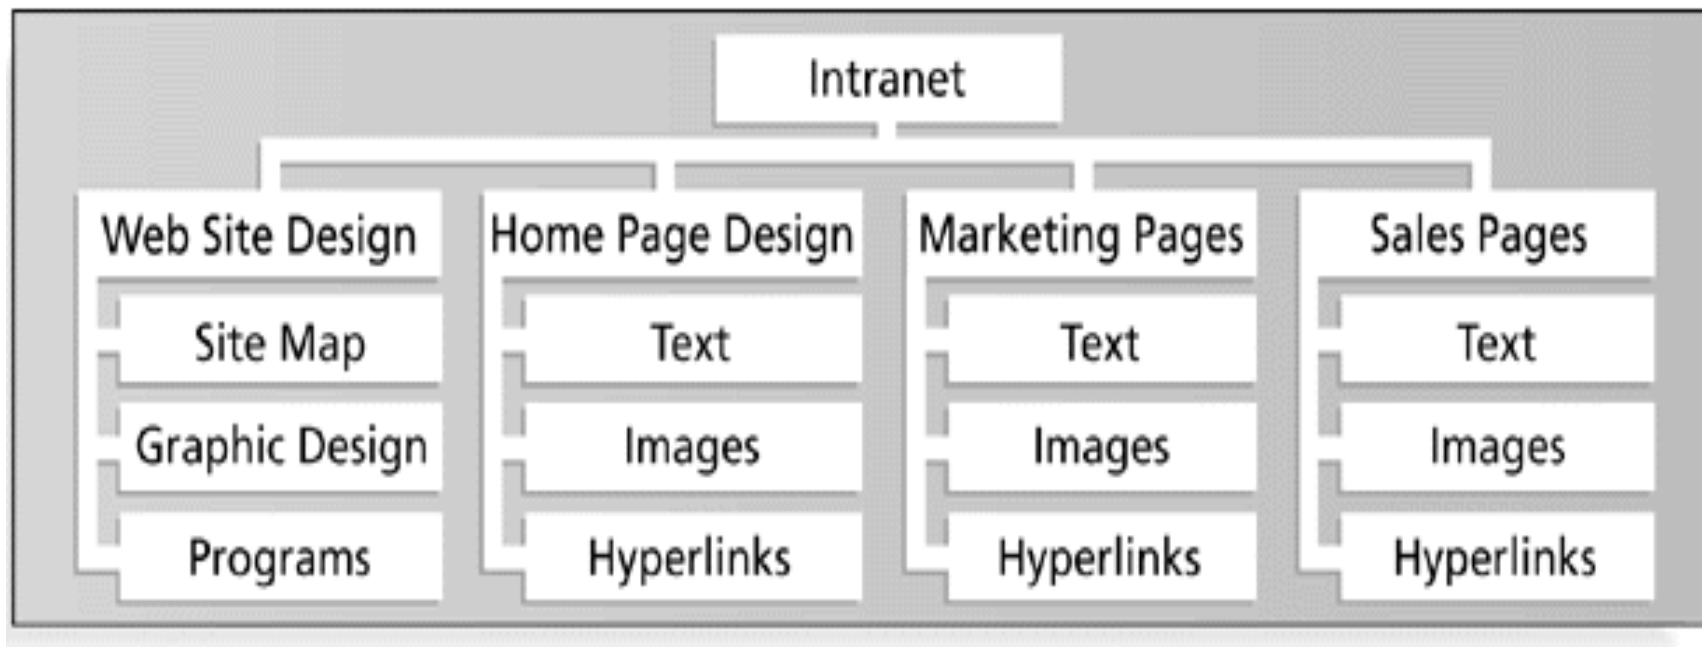 Intranet
Web Site Design
Site Map
Graphic Design
Programs
Home Page Design
Text
Images
Hyperlinks
Marketing Pages
Text
Images
Hyperlinks
Sales Pages
Text
Images
Hyperlinks